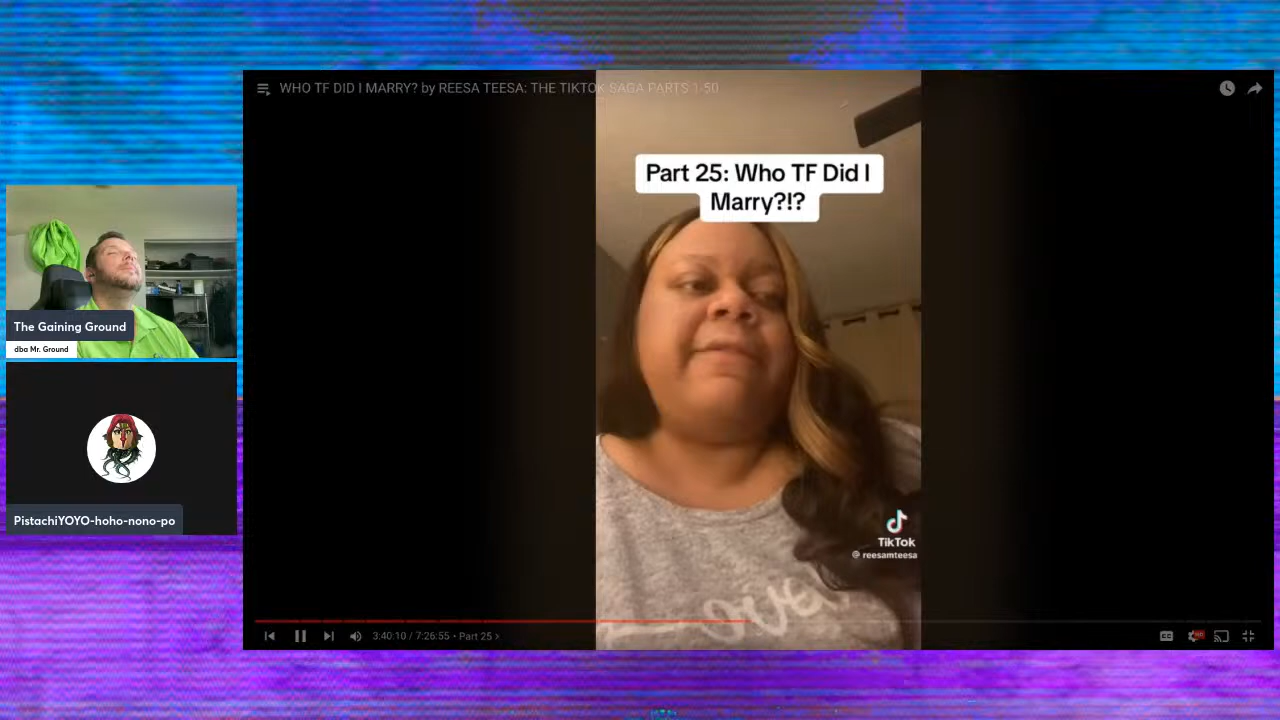 WHO TF DID I MARRY? by REESA TEESA: THE TIKTOK SAGA PARTS 1-50
Part 25: Who TF Did I
Marry?!?
The Gaining Ground
dba Mr. Ground
PistachiYOYO-hoho-nono-po
TikTok
@ reesamteesa
3:40:10 / 7:26:55 • Part 25 >
CC